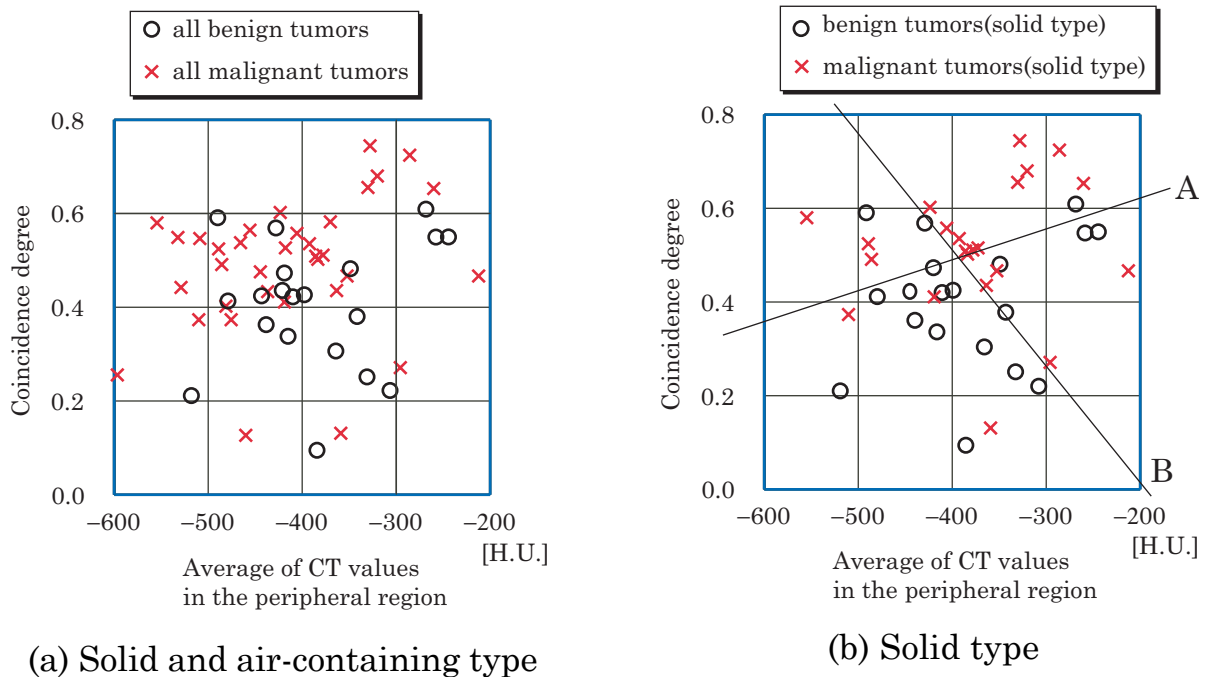 all benign tumors
all malignant tumors
Coincidence degree
0.8
0.6
0.4
0.2
0.0
−600 −500 −400 −300 −200
[H.U.]
Average of CT values
in the peripheral region
(a) Solid and air-containing type
benign tumors(solid type)
malignant tumors(solid type)
Coincidence degree
0.8
0.6
0.4
0.2
0.0
A
B
−600 −500 −400 −300 −200
[H.U.]
Average of CT values
in the peripheral region
(b) Solid type